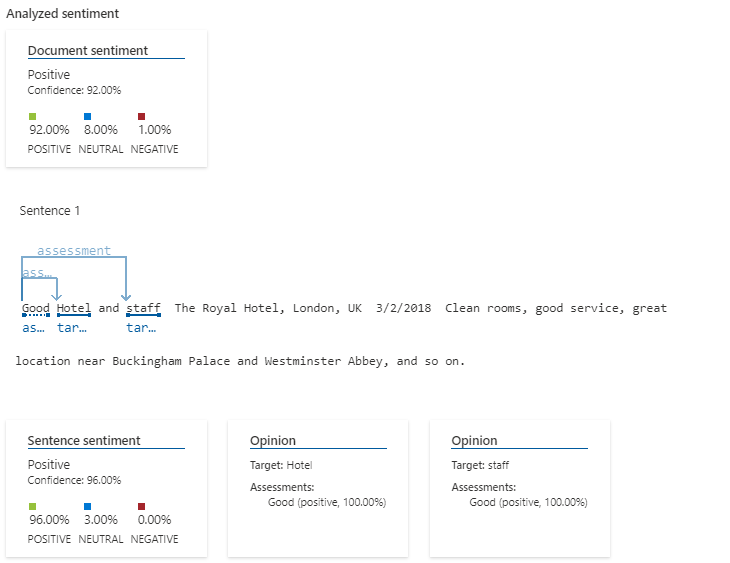 Analyzed sentiment
Document sentiment
Positive
Confidence: 92.00%
92.00% 8.00% 1.00%
POSITIVE NEUTRAL NEGATIVE
Sentence 1
assessment
ass...
Good Hotel and staff The Royal Hotel, London, UK 3/2/2018 Clean rooms, good service, great
as... tar... tar...
location near Buckingham Palace and Westminster Abbey, and so on.
Sentence sentiment
Positive
Confidence: 96.00%
96.00% 3.00% 0.00%
POSITIVE NEUTRAL NEGATIVE
Opinion
Target: Hotel
Assessments:
Good (positive, 100.00%)
Opinion
Target: staff
Assessments:
Good (positive, 100.00%)